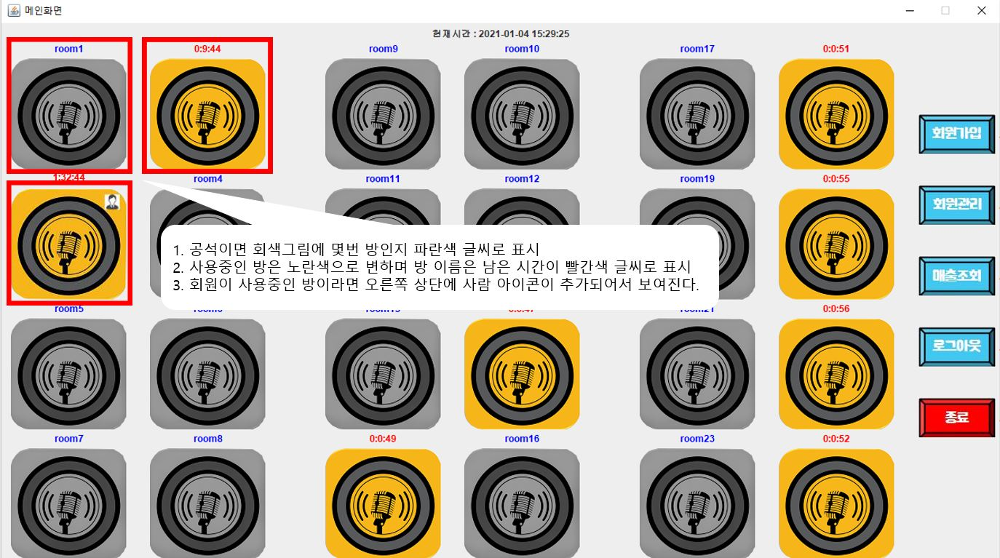 메인화면
현재시간 : 2021-01-04 15:29:25
room1
0:9:44
room9
room10
room17
0:0:51
회원가입
1:32:44
room4
room11
room12
room19
0:0:55
회원관리
1. 공석이면 회색그림에 몇번 방인지 파란색 글씨로 표시
2. 사용중인 방은 노란색으로 변하며 방 이름은 남은 시간이 빨간색 글씨로 표시
3. 회원이 사용중인 방이라면 오른쪽 상단에 사람 아이콘이 추가되어서 보여진다.
매출조회
room5
0:0:56
로그아웃
종료
room7
room8
0:0:49
room16
room23
0:0:52